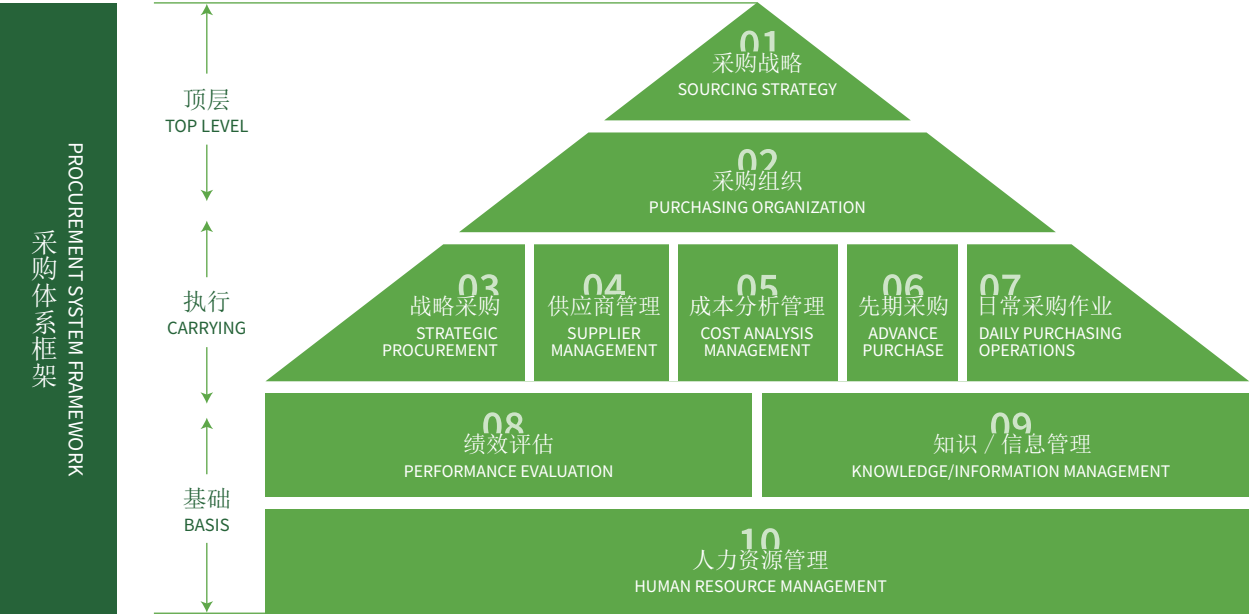 采购体系框架
PROCUREMENT SYSTEM FRAMEWORK
顶层
TOP LEVEL
01
采购战略
SOURCING STRATEGY
02
采购组织
PURCHASING ORGANIZATION
执行
CARRYING
03
战略采购
STRATEGIC
PROCUREMENT
04
供应商管理
SUPPLIER
MANAGEMENT
05
成本分析管理
COST ANALYSIS
MANAGEMENT
06
先期采购
ADVANCE
PURCHASE
07
日常采购作业
DAILY PURCHASING
OPERATIONS
基础
BASIS
08
绩效评估
PERFORMANCE EVALUATION
09
知识 / 信息管理
KNOWLEDGE/INFORMATION MANAGEMENT
10
人力资源管理
HUMAN RESOURCE MANAGEMENT